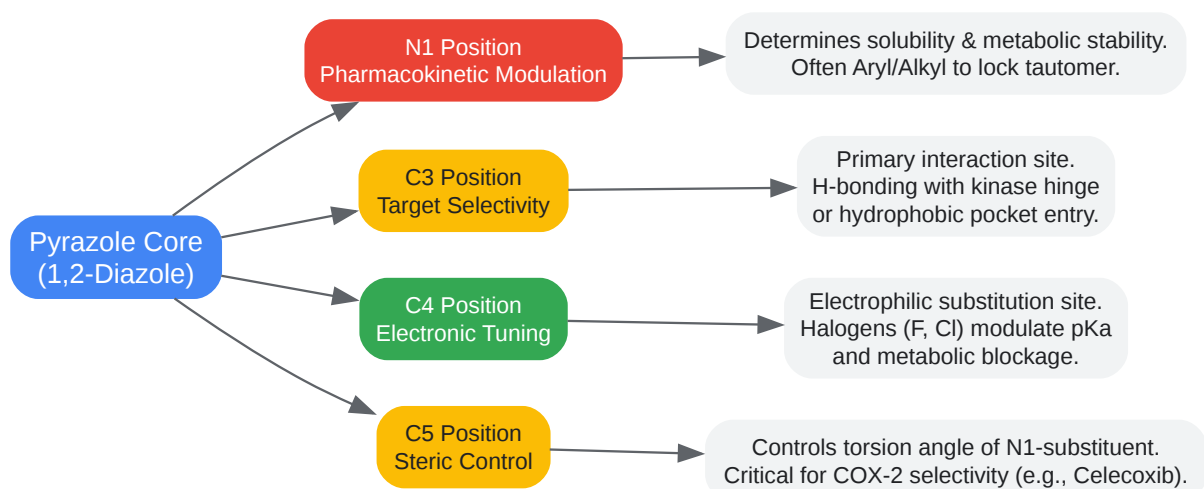 N1 Position
Pharmacokinetic Modulation
Determines solubility & metabolic stability.
Often Aryl/Alkyl to lock tautomer.
C3 Position
Target Selectivity
Primary interaction site.
H-bonding with kinase hinge
or hydrophobic pocket entry.
Pyrazole Core
(1,2-Diazole)
C4 Position
Electronic Tuning
Electrophilic substitution site.
Halogens (F, Cl) modulate pKa
and metabolic blockage.
C5 Position
Steric Control
Controls torsion angle of N1-substituent.
Critical for COX-2 selectivity (e.g., Celecoxib).